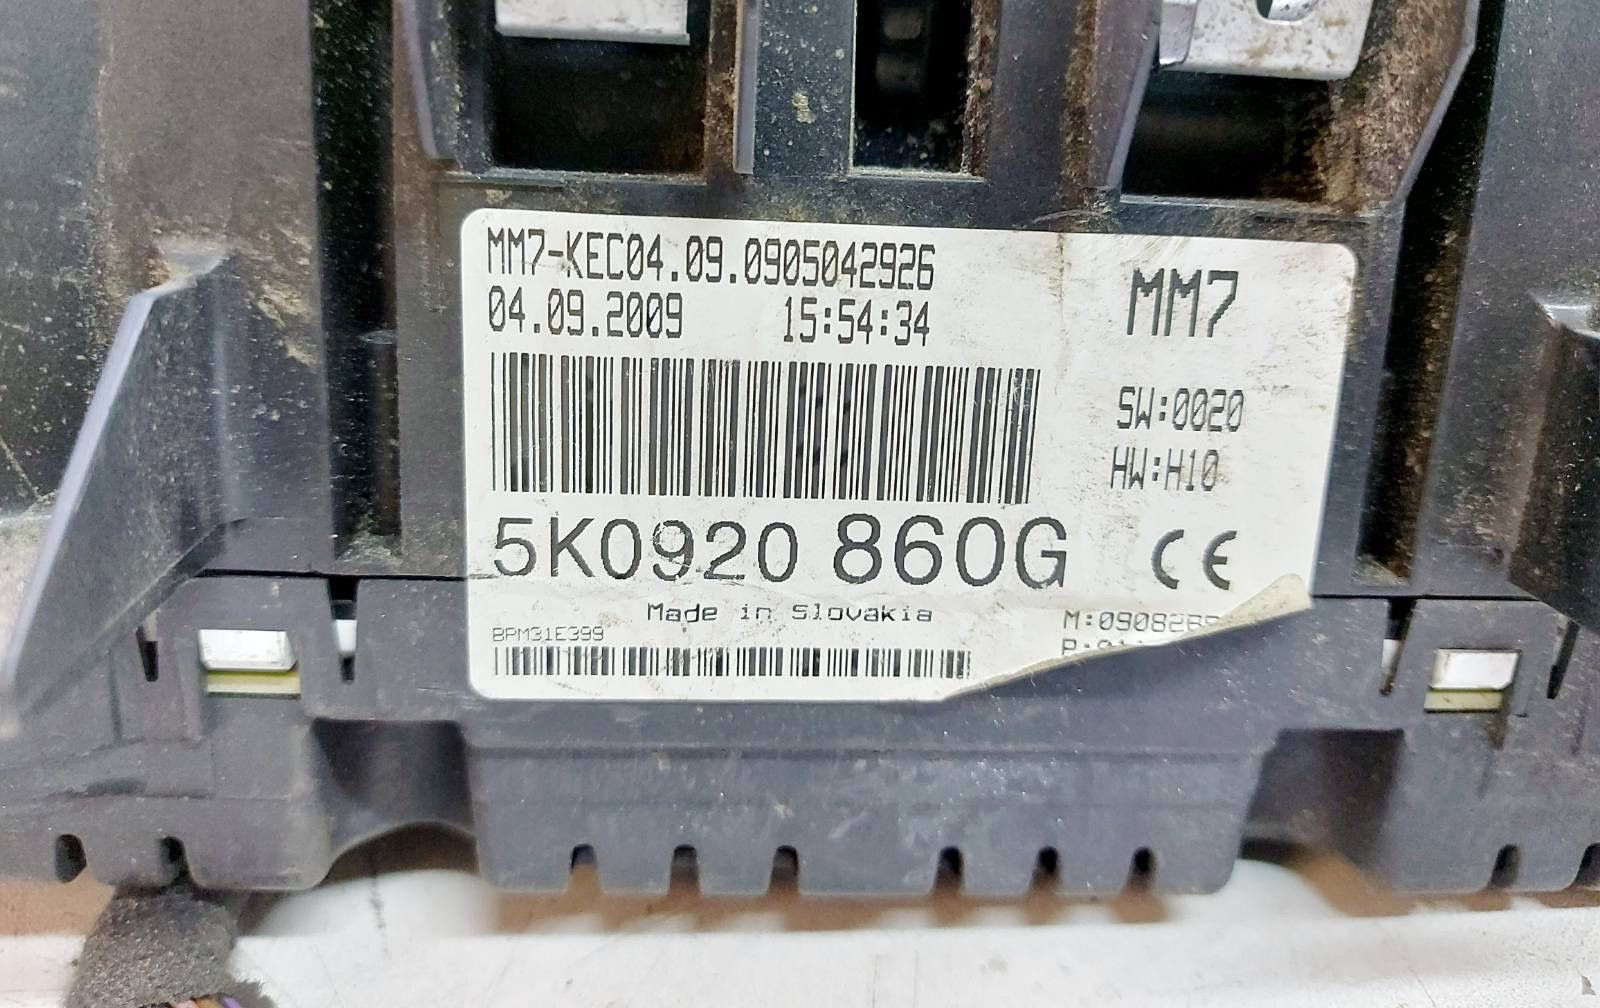 MM7-KEC04.09.0905042926
04.09.2009 15:54:34
MM7
SW:0020
HW:H10
5K0920 860G
CE
Made in Slovakia
BPM31E399